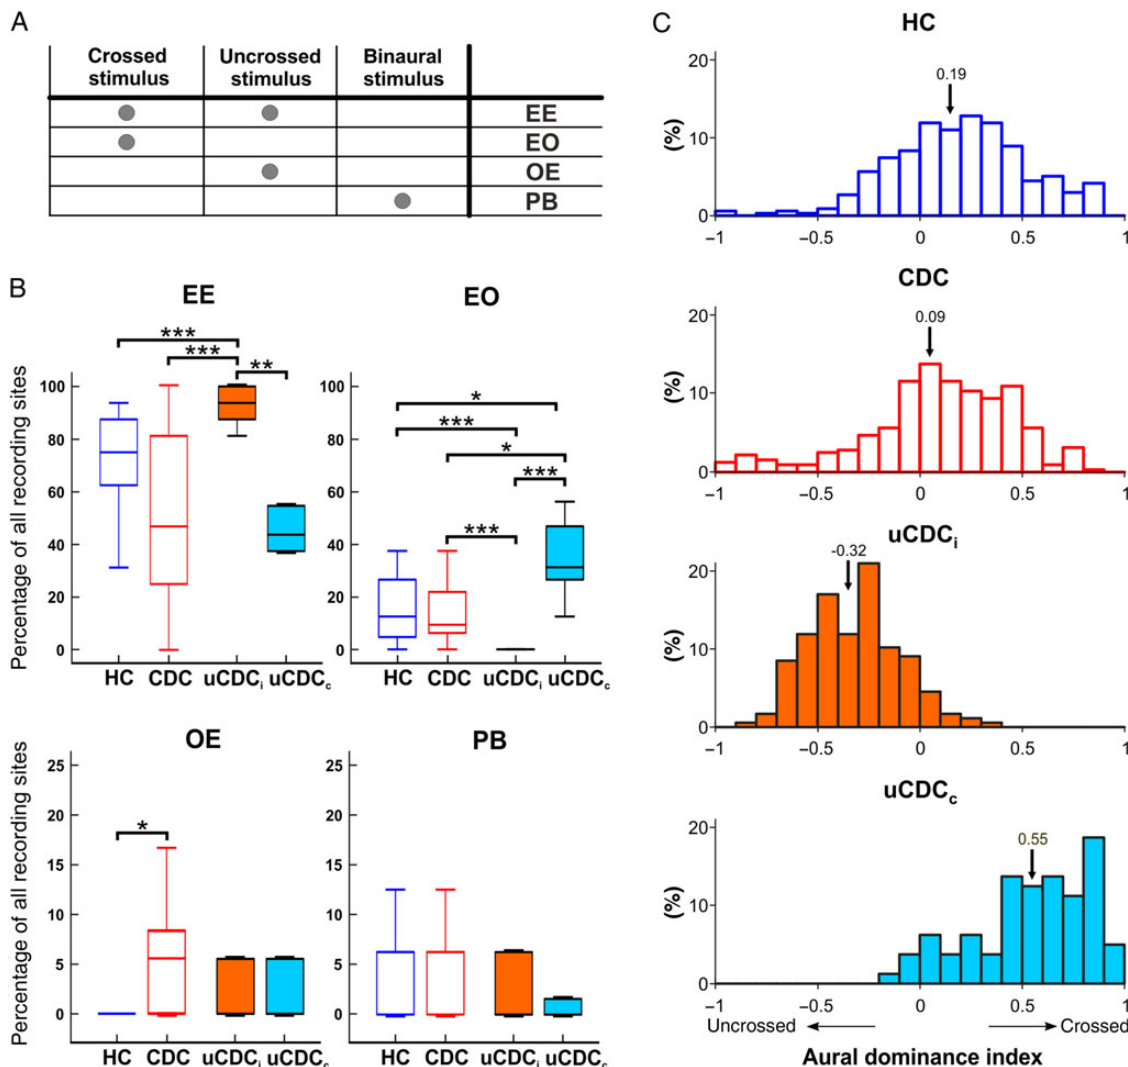 A
Crossed stimulus
Uncrossed stimulus
Binaural stimulus
EE
EO
OE
PB
B
EE
Percentage of all recording sites
100
80
60
40
20
0
***
***
**
HC CDC uCDCi uCDCc
EO
*
***
*
***
***
HC CDC uCDCi uCDCc
OE
Percentage of all recording sites
25
20
15
10
5
0
*
HC CDC uCDCi uCDCc
PB
25
20
15
10
5
0
HC CDC uCDCi uCDCc
C
HC
(%)
20
10
0
0.19
−1 −0.5 0 0.5 1
CDC
(%)
20
10
0
0.09
−1 −0.5 0 0.5 1
uCDCi
(%)
20
10
0
-0.32
−1 −0.5 0 0.5 1
uCDCc
(%)
20
10
0
0.55
−1 −0.5 0 0.5 1
Uncrossed Crossed
Aural dominance index